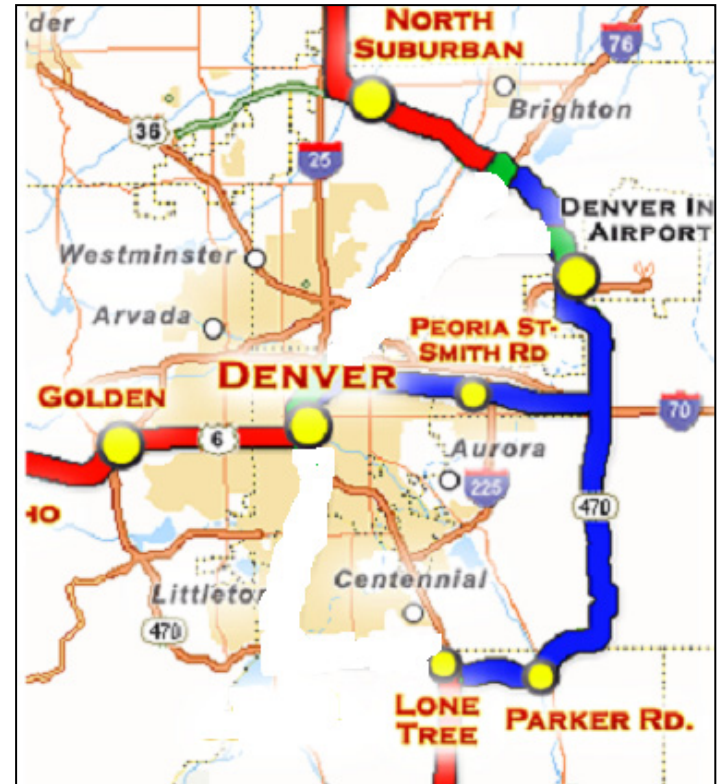 der
NORTH
SUBURBAN
76
Brighton
36
25
DENVER IN
AIRPORT
Westminster
Arvada
PEORIA ST-
SMITH RD
DENVER
GOLDEN
6
70
Aurora
225
HO
470
Centennial
Littleton
470
LONE
TREE
PARKER RD.